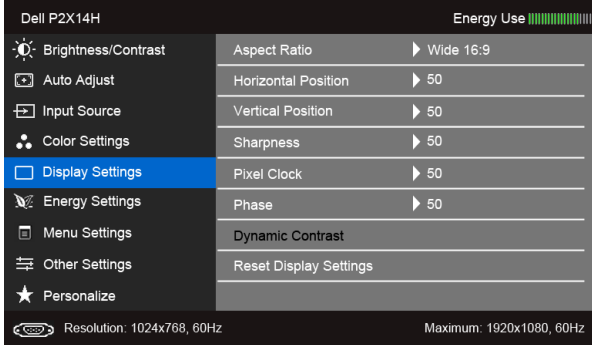 Dell P2X14H Energy Use
Brightness/Contrast Aspect Ratio Wide 16:9
Auto Adjust Horizontal Position 50
Input Source Vertical Position 50
Color Settings Sharpness 50
Display Settings Pixel Clock 50
Energy Settings Phase 50
Menu Settings Dynamic Contrast
Other Settings Reset Display Settings
Personalize
Resolution: 1024x768, 60Hz Maximum: 1920x1080, 60Hz